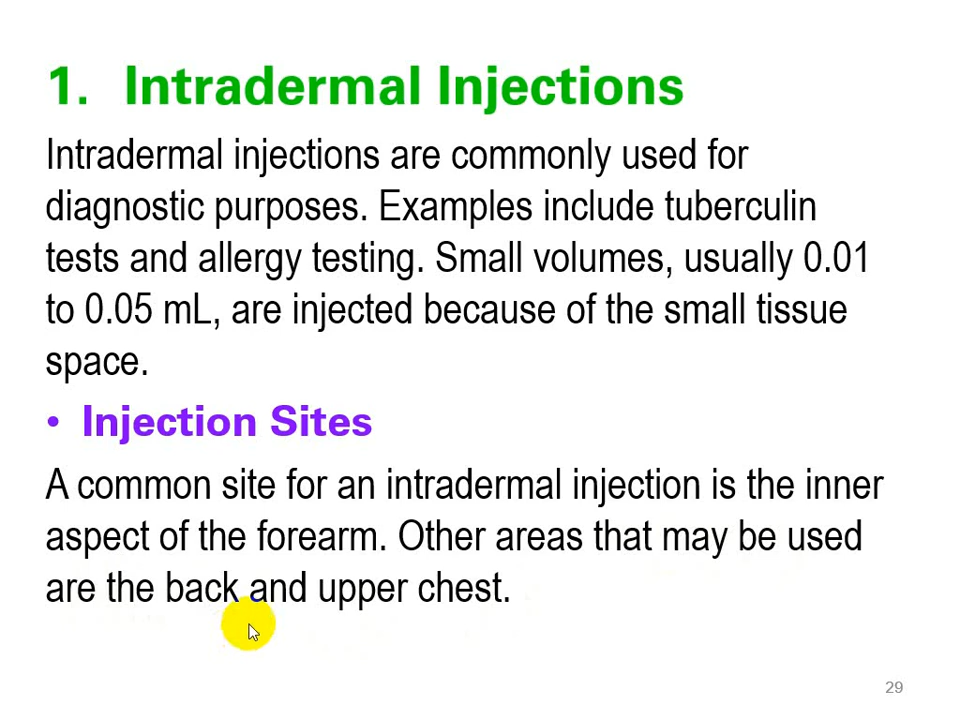 1. Intradermal Injections
Intradermal injections are commonly used for
diagnostic purposes. Examples include tuberculin
tests and allergy testing. Small volumes, usually 0.01
to 0.05 mL, are injected because of the small tissue
space.
• Injection Sites
A common site for an intradermal injection is the inner
aspect of the forearm. Other areas that may be used
are the back and upper chest.
29